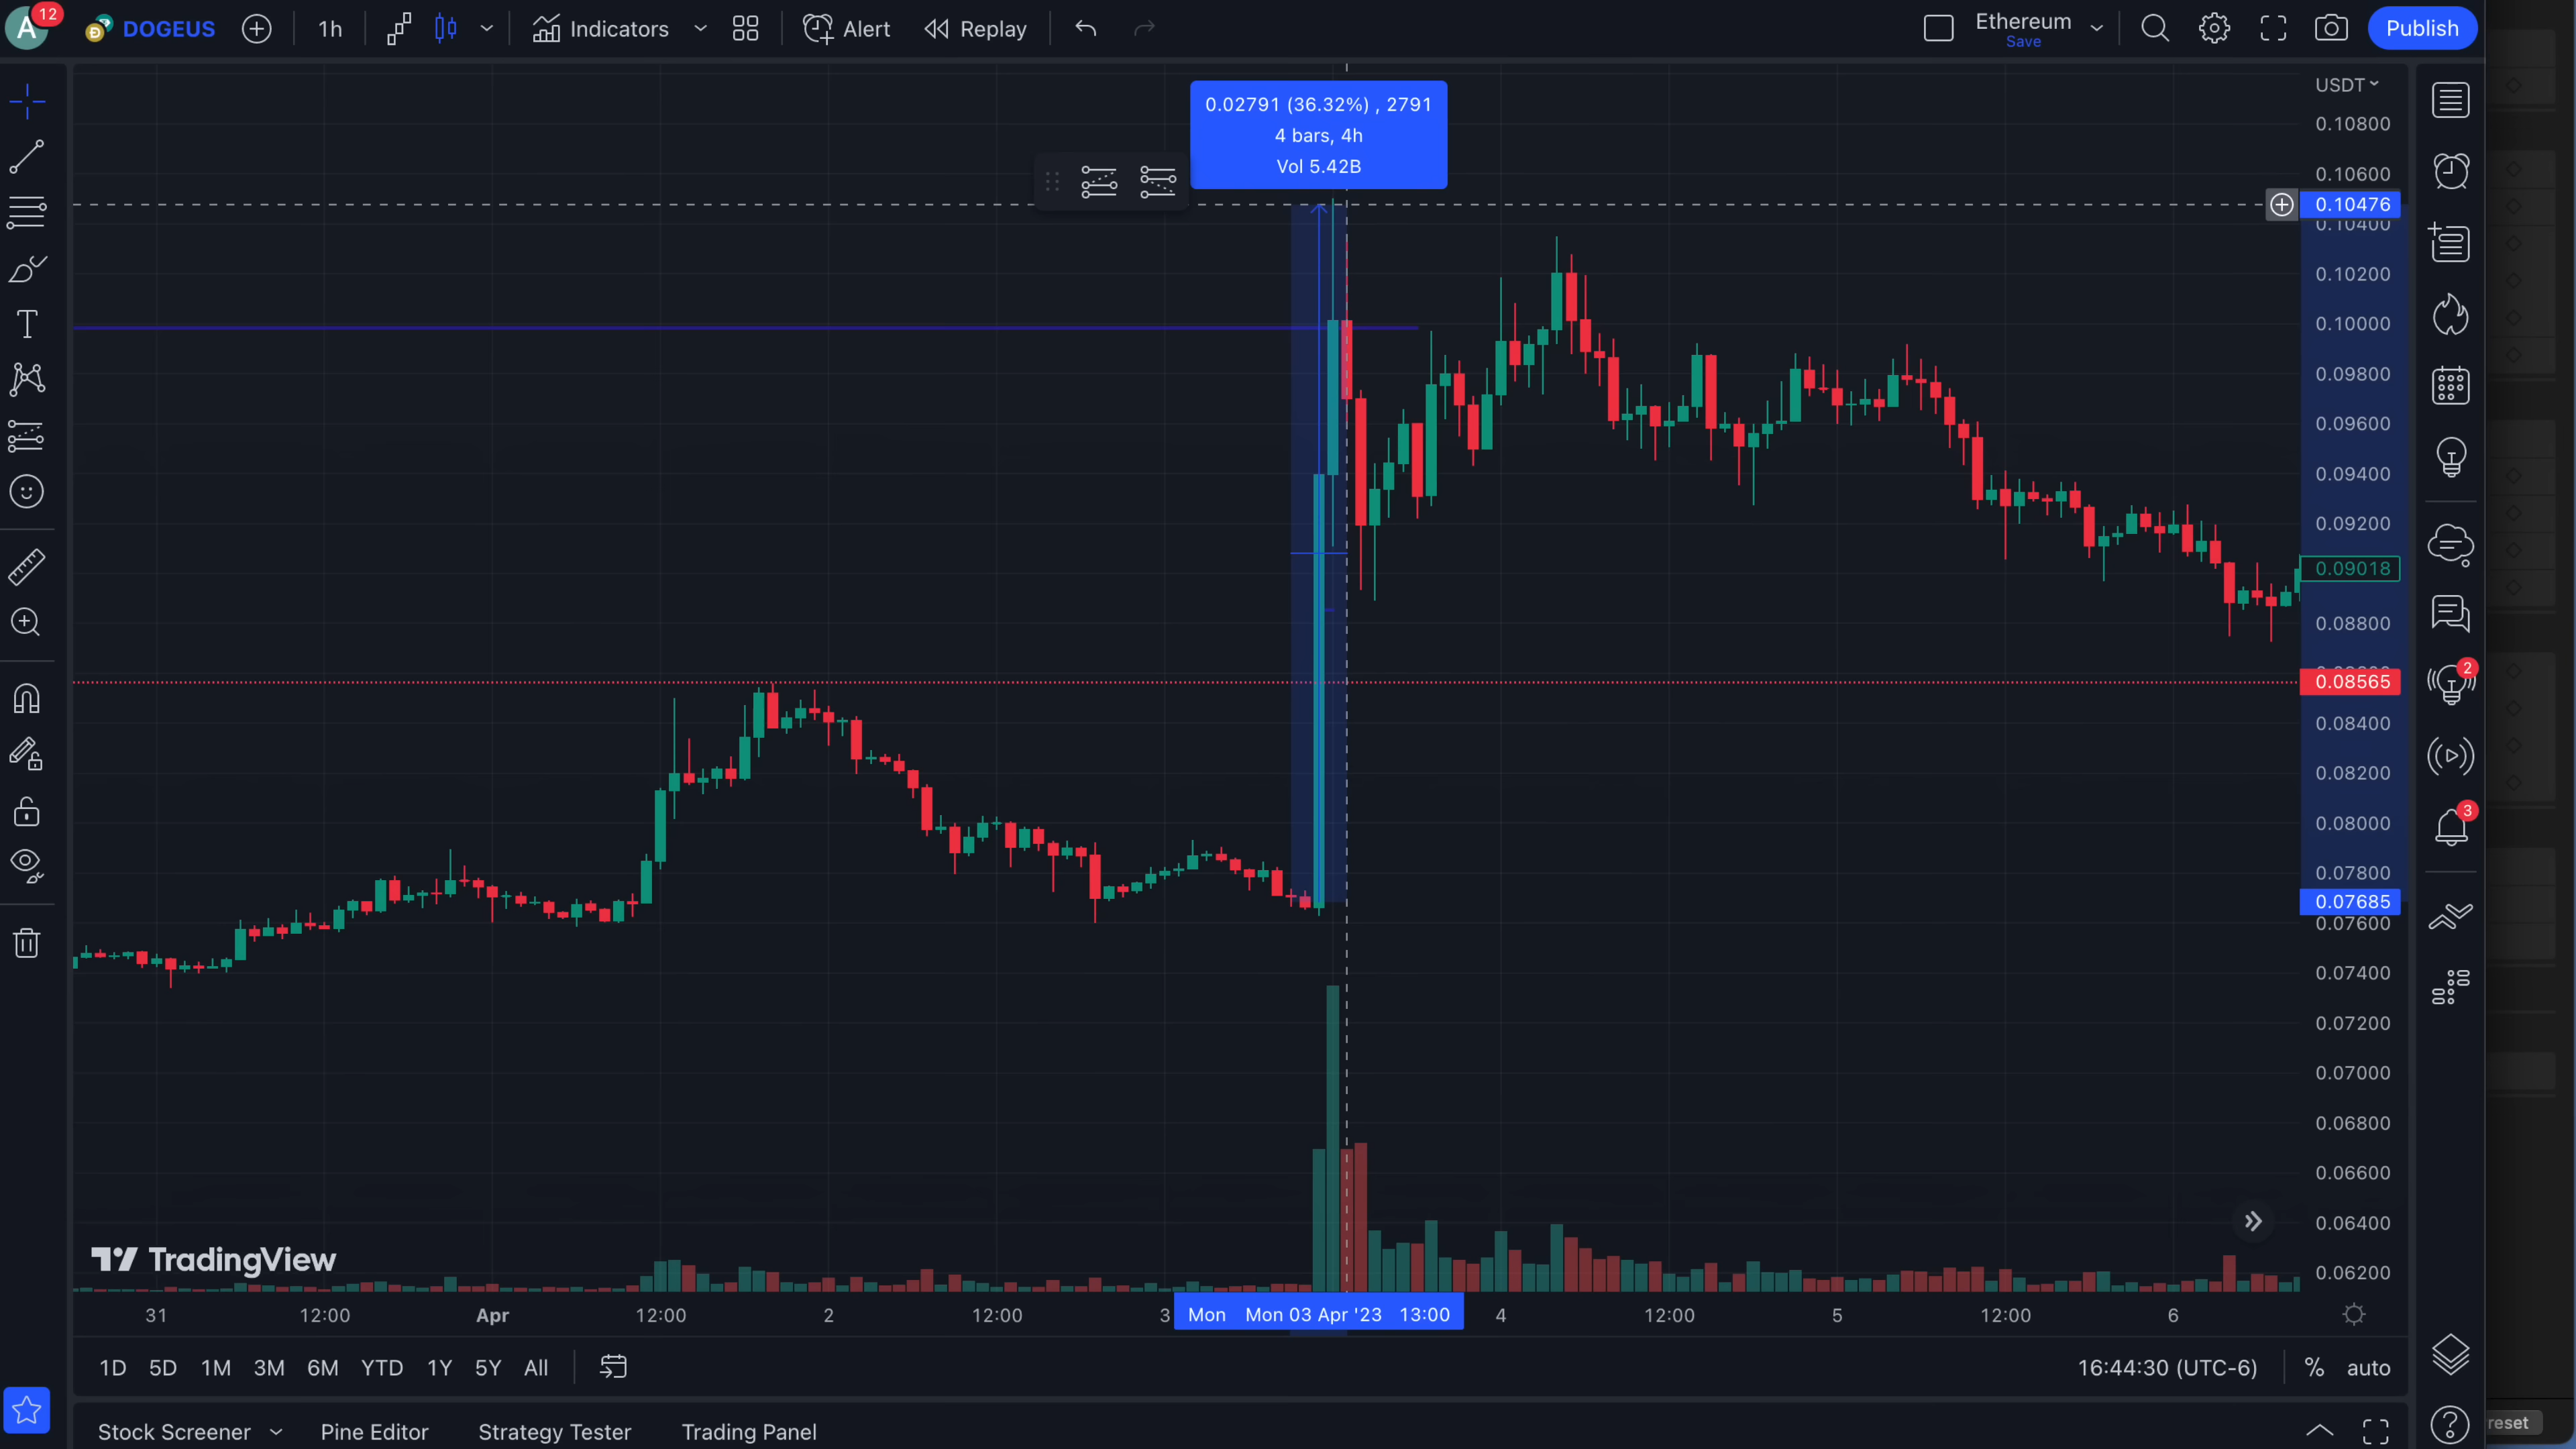 A 12 DOGEUS 1h Indicators Alert Replay Ethereum Publish
Save
0.02791 (36.32%) , 2791
4 bars, 4h
Vol 5.42B
USDT
0.10800
0.10600
0.10476
0.10400
0.10200
0.10000
0.09800
0.09600
0.09400
0.09200
0.09018
0.08800
0.08565
0.08400
0.08200
0.08000
0.07800
0.07685
0.07600
0.07400
0.07200
0.07000
0.06800
0.06600
0.06400
0.06200
2
3
TradingView
31 12:00 Apr 12:00 2 12:00 3 Mon Mon 03 Apr '23 13:00 4 12:00 5 12:00 6
1D 5D 1M 3M 6M YTD 1Y 5Y All 16:44:30 (UTC-6) % auto
Stock Screener Pine Editor Strategy Tester Trading Panel
reset